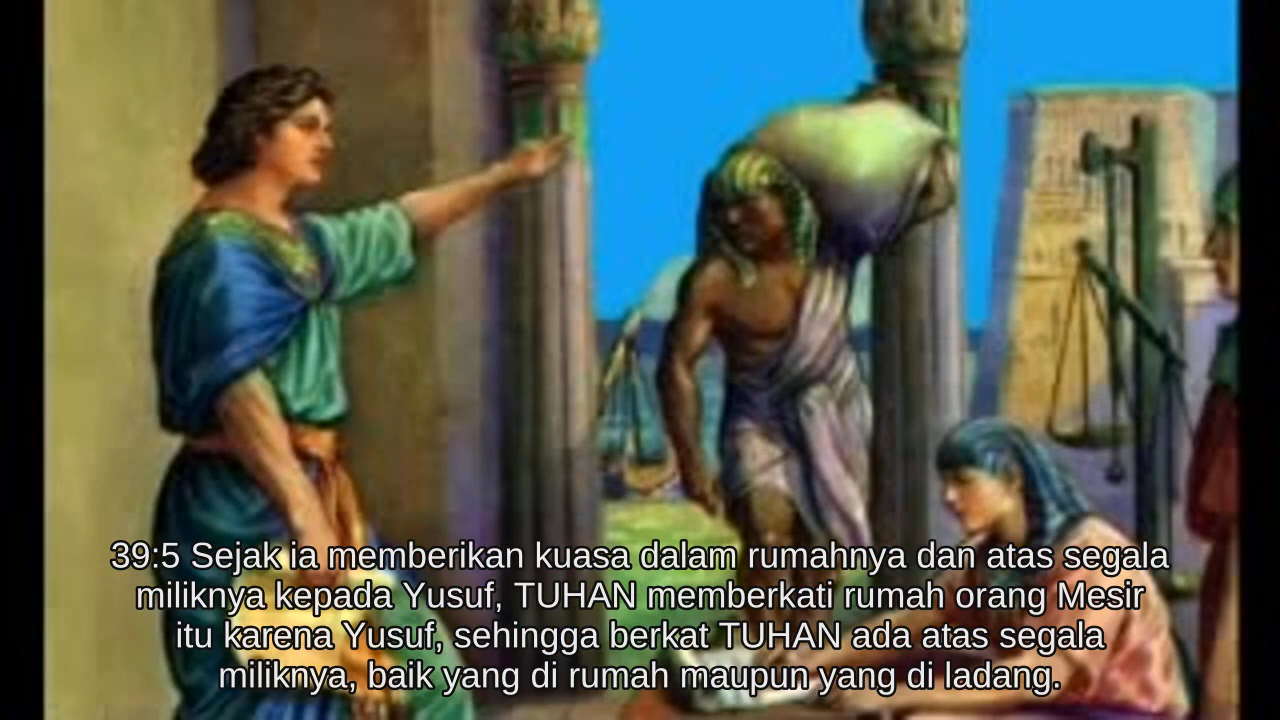 39:5 Sejak ia memberikan kuasa dalam rumahnya dan atas segala
miliknya kepada Yusuf, TUHAN memberkati rumah orang Mesir
itu karena Yusuf, sehingga berkat TUHAN ada atas segala
miliknya, baik yang di rumah maupun yang di ladang.